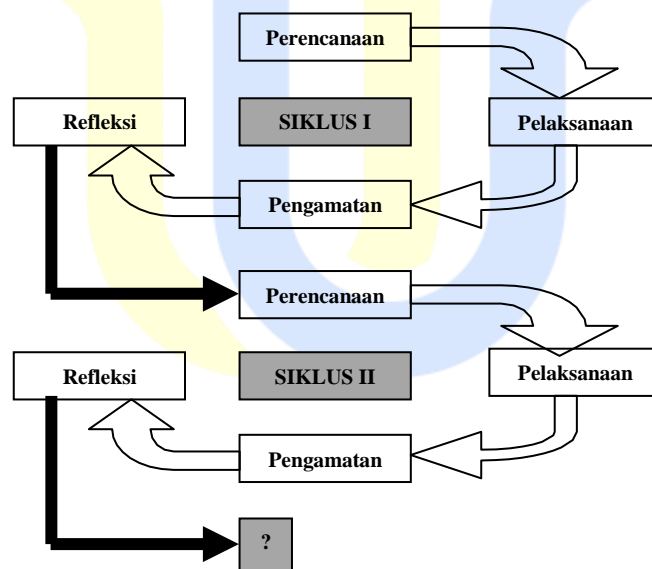 Perencanaan
Refleksi
SIKLUS I
Pelaksanaan
Pengamatan
Perencanaan
Refleksi
SIKLUS II
Pelaksanaan
Pengamatan
?